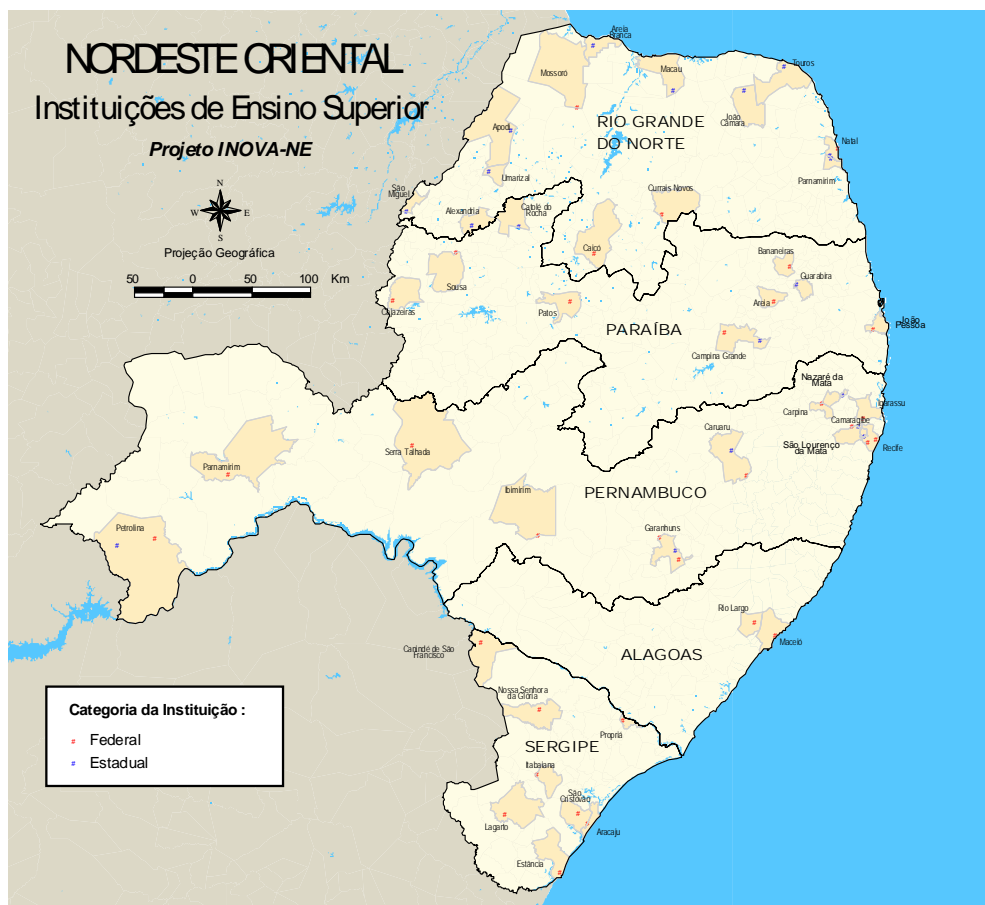 NORDESTE ORIENTAL
Instituições de Ensino Superior
Projeto INOVA-NE
N
W
E
S
Projeção Geográfica
50
0
50
100
Km
Areia
Branca
Mossoró
Macau
Touros
João
Câmara
Apodi
RIO GRANDE
DO NORTE
Natal
Umarizal
Parnamirim
São
Miguel
Alexandria
Catolé do
Rocha
Currais Novos
Caicó
Bananeiras
Guarabira
Sousa
Cajazeiras
Patos
Areia
PARAÍBA
João
Pessoa
Campina Grande
Nazaré da
Mata
Carpina
Igarassu
Camaragibe
Serra Talhada
Caruaru
São Lourenço
da Mata
Recife
Parnamirim
Ibimirim
PERNAMBUCO
Petrolina
Garanhuns
Rio Largo
Maceió
Canindé de São
Francisco
ALAGOAS
Nossa Senhora
da Glória
Propriá
SERGIPE
Itabaiana
São
Cristovão
Lagarto
Aracaju
Estância
Categoria da Instituição :
# Federal
# Estadual